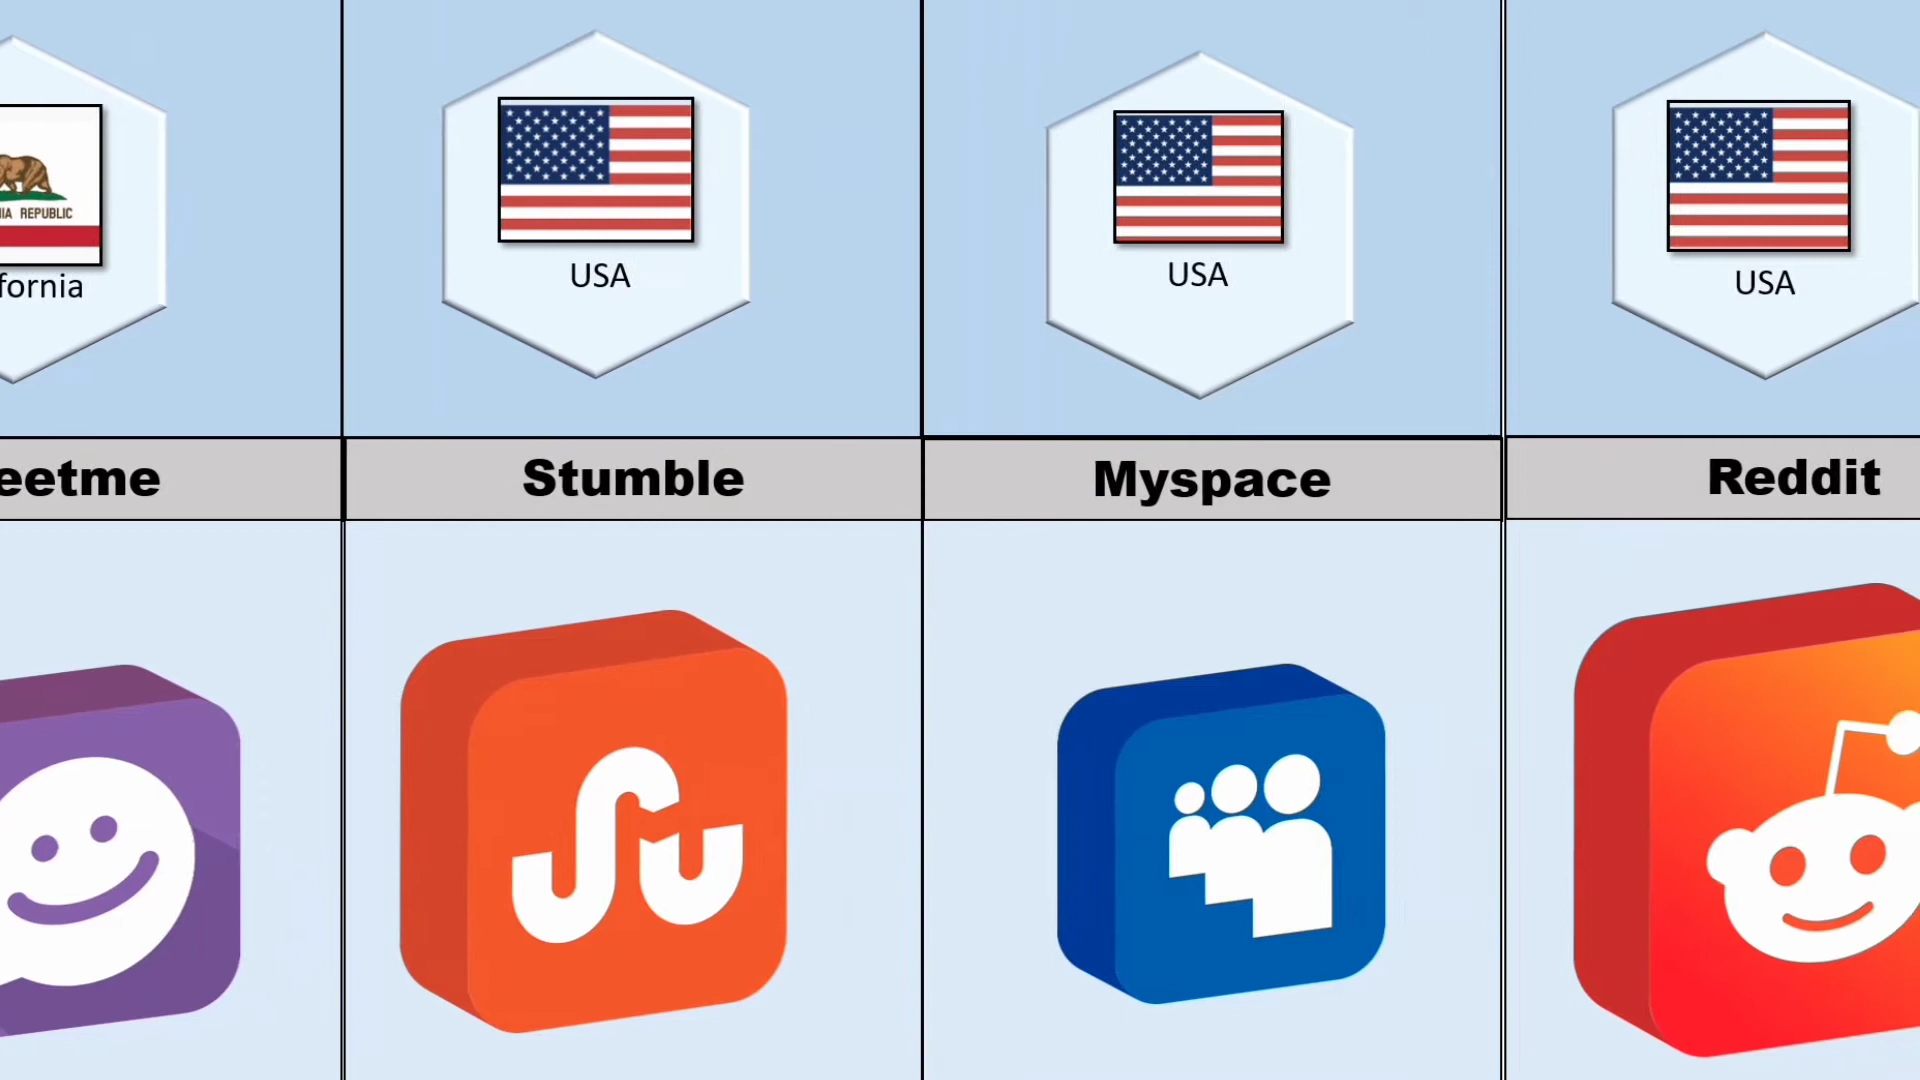 IA REPUBLIC
fornia
USA
USA
USA
eetme
Stumble
Myspace
Reddit